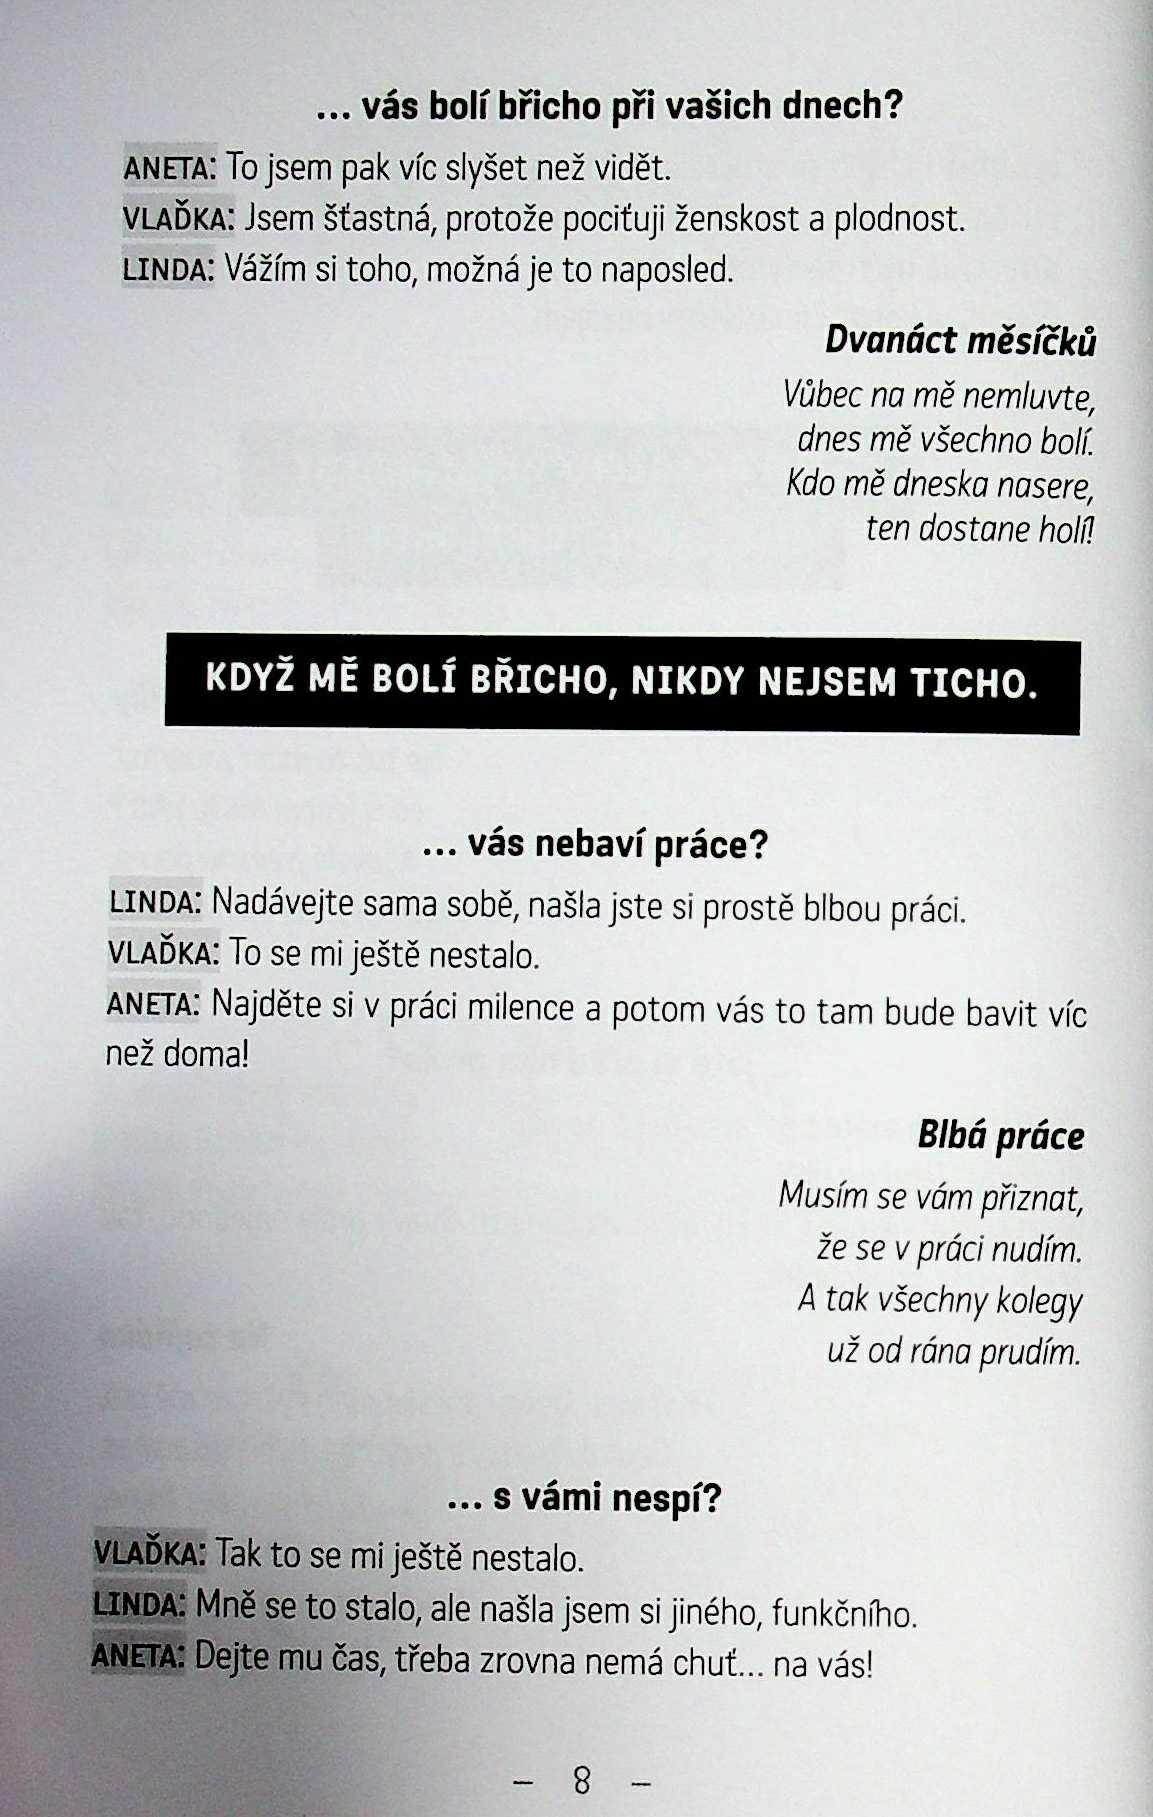 ... vás bolí břicho při vašich dnech?
ANETA: To jsem pak víc slyšet než vidět.
VLAĎKA: Jsem šťastná, protože pociťuji ženskost a plodnost.
LINDA: Vážím si toho, možná je to naposled.
Dvanáct měsíčků
Vůbec na mě nemluvte,
dnes mě všechno bolí.
Kdo mě dneska nasere,
ten dostane holí!
KDYŽ MĚ BOLÍ BŘICHO, NIKDY NEJSEM TICHO.
... vás nebaví práce?
LINDA: Nadávejte sama sobě, našla jste si prostě blbou práci.
VLAĎKA: To se mi ještě nestalo.
ANETA: Najděte si v práci milence a potom vás to tam bude bavit víc
než doma!
Blbá práce
Musím se vám přiznat,
že se v práci nudím.
A tak všechny kolegy
už od rána prudím.
... s vámi nespí?
VLAĎKA: Tak to se mi ještě nestalo.
LINDA: Mně se to stalo, ale našla jsem si jiného, funkčního.
ANETA: Dejte mu čas, třeba zrovna nemá chuť... na vás!
– 8 –